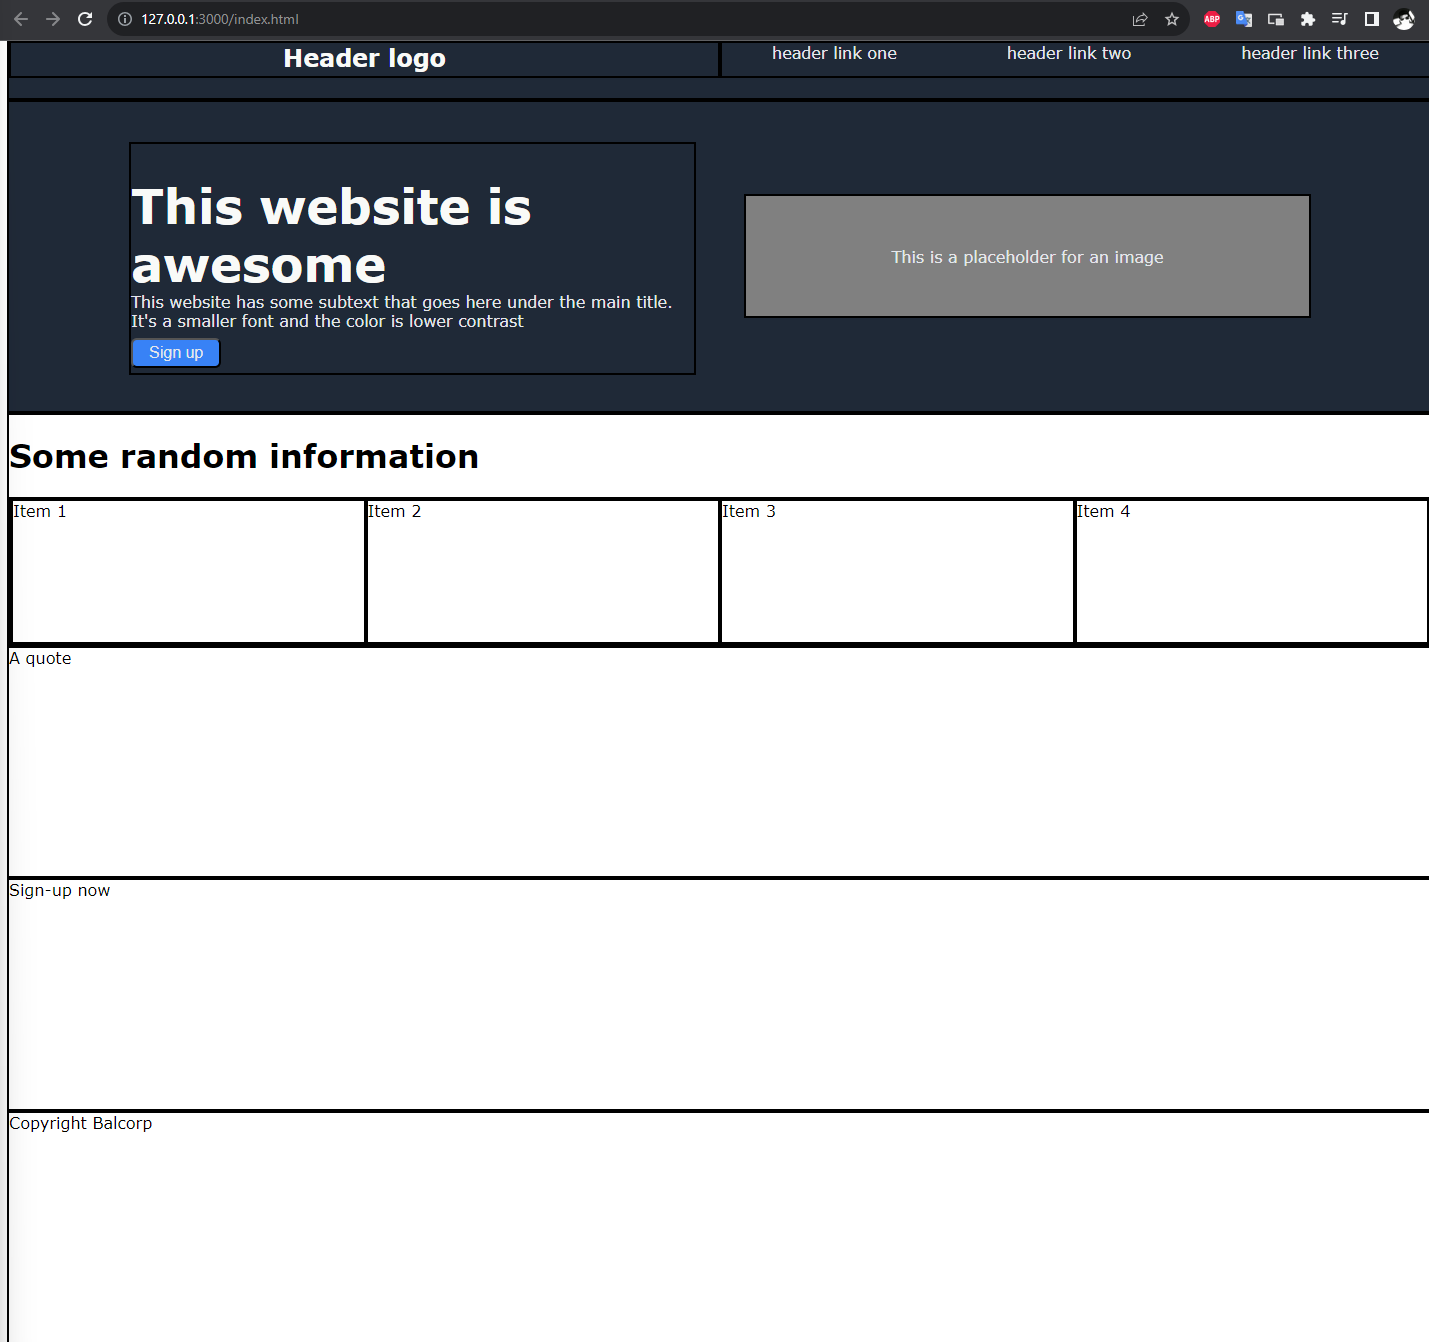 127.0.0.1:3000/index.html
ABP
Header logo
header link one
header link two
header link three
This website is
awesome
This website has some subtext that goes here under the main title.
It's a smaller font and the color is lower contrast
Sign up
This is a placeholder for an image
Some random information
Item 1
Item 2
Item 3
Item 4
A quote
Sign-up now
Copyright Balcorp